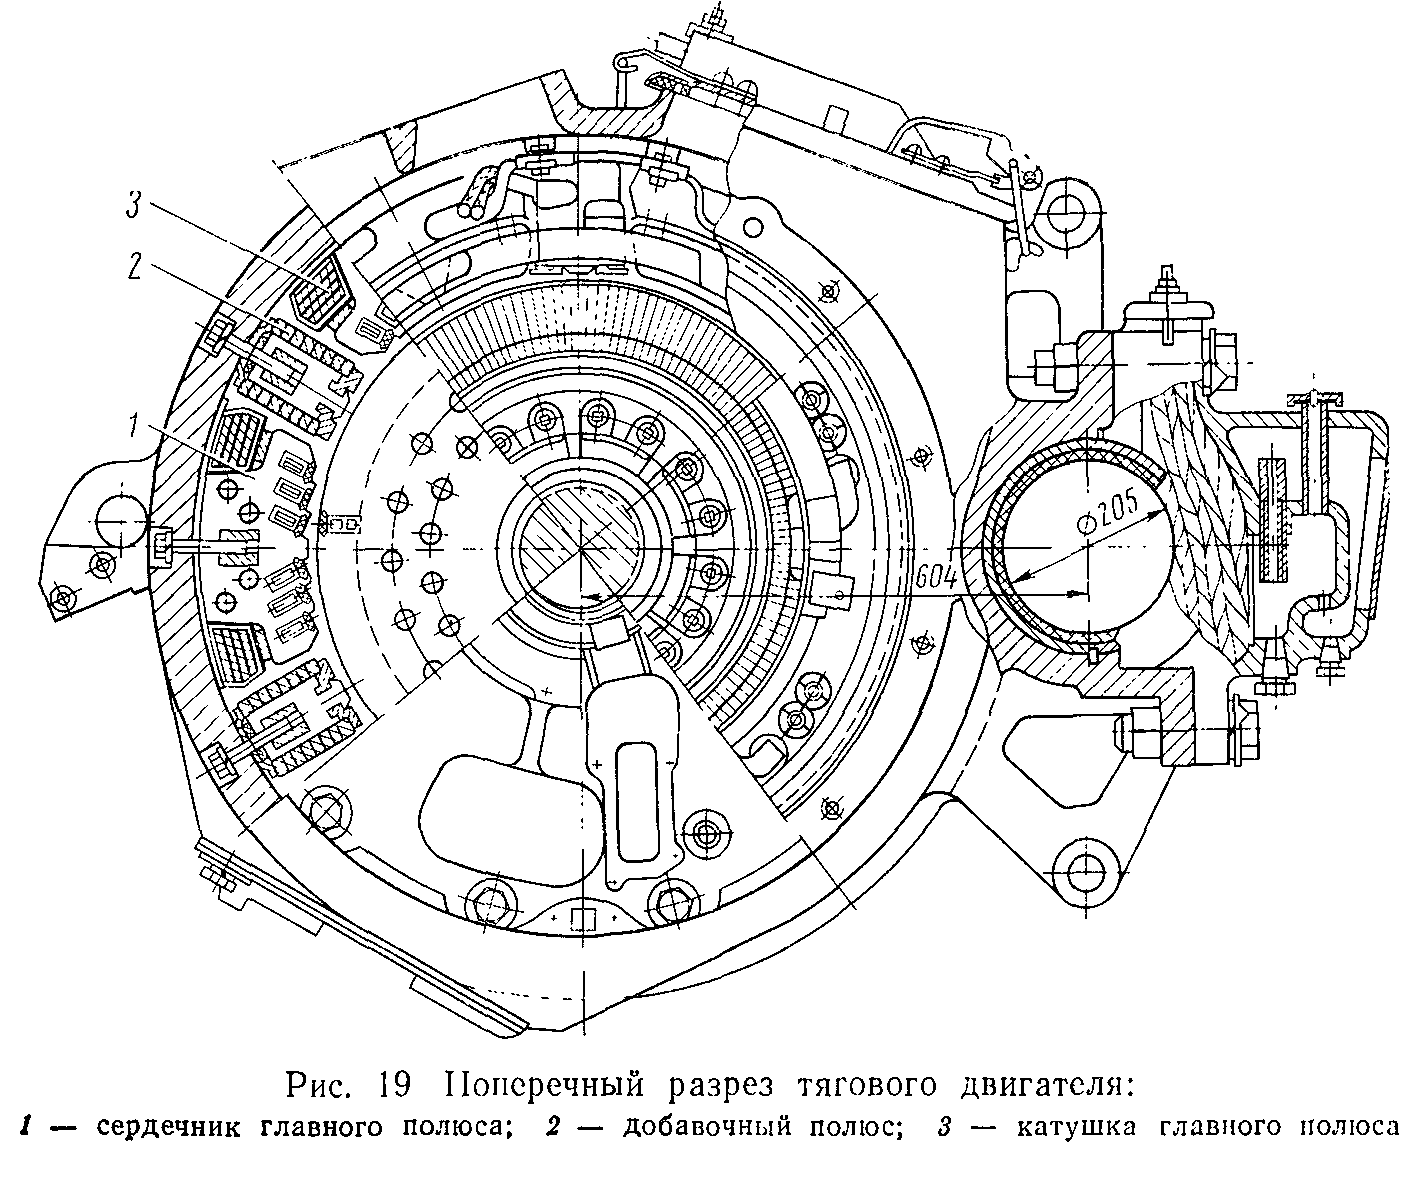 3
2
1
Ø205
604
Рис. 19 Поперечный разрез тягового двигателя:
1 — сердечник главного полюса; 2 — добавочный полюс; 3 — катушка главного полюса